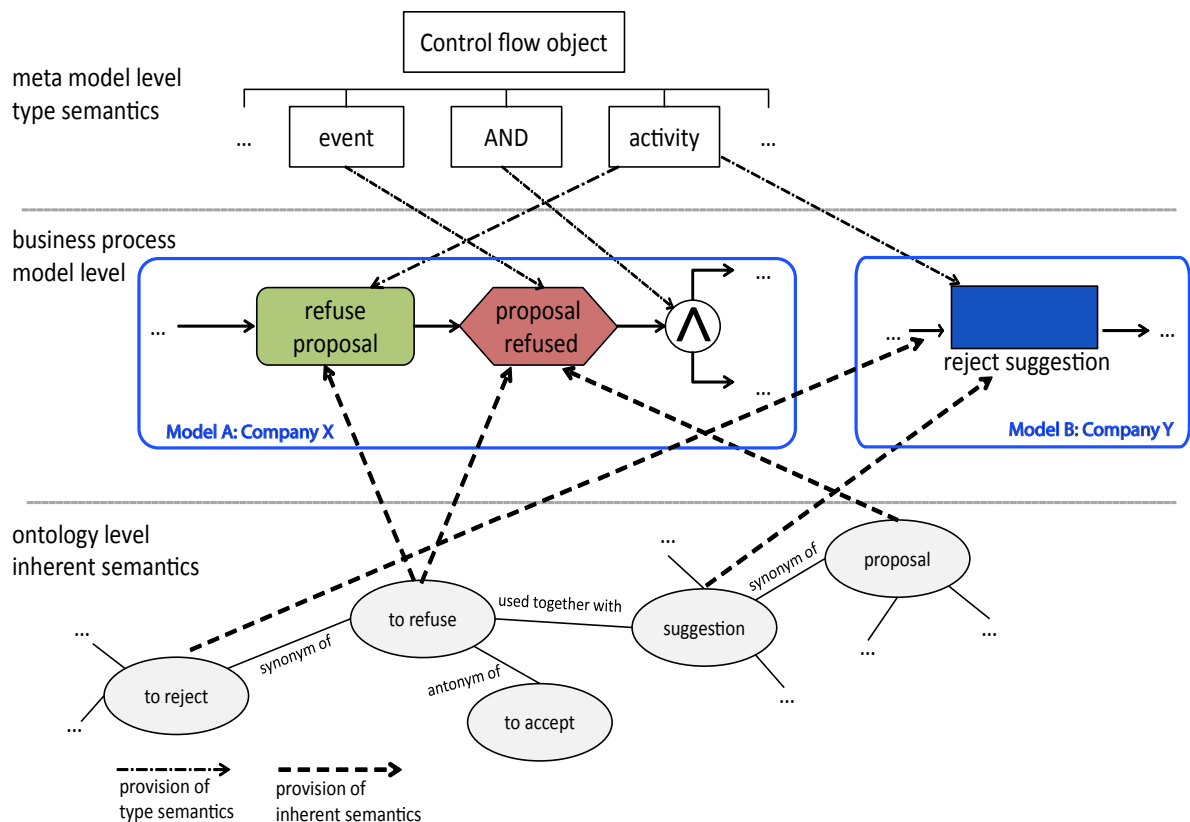 Control flow object
meta model level
type semantics
...
event
AND
activity
...
business process
model level
...
refuse
proposal
proposal
refused
Λ
...
...
Model A: Company X
...
reject suggestion
...
Model B: Company Y
ontology level
inherent semantics
...
synonym of
proposal
...
...
to refuse
used together with
suggestion
...
...
synonym of
antonym of
to reject
...
to accept
provision of
type semantics
provision of
inherent semantics